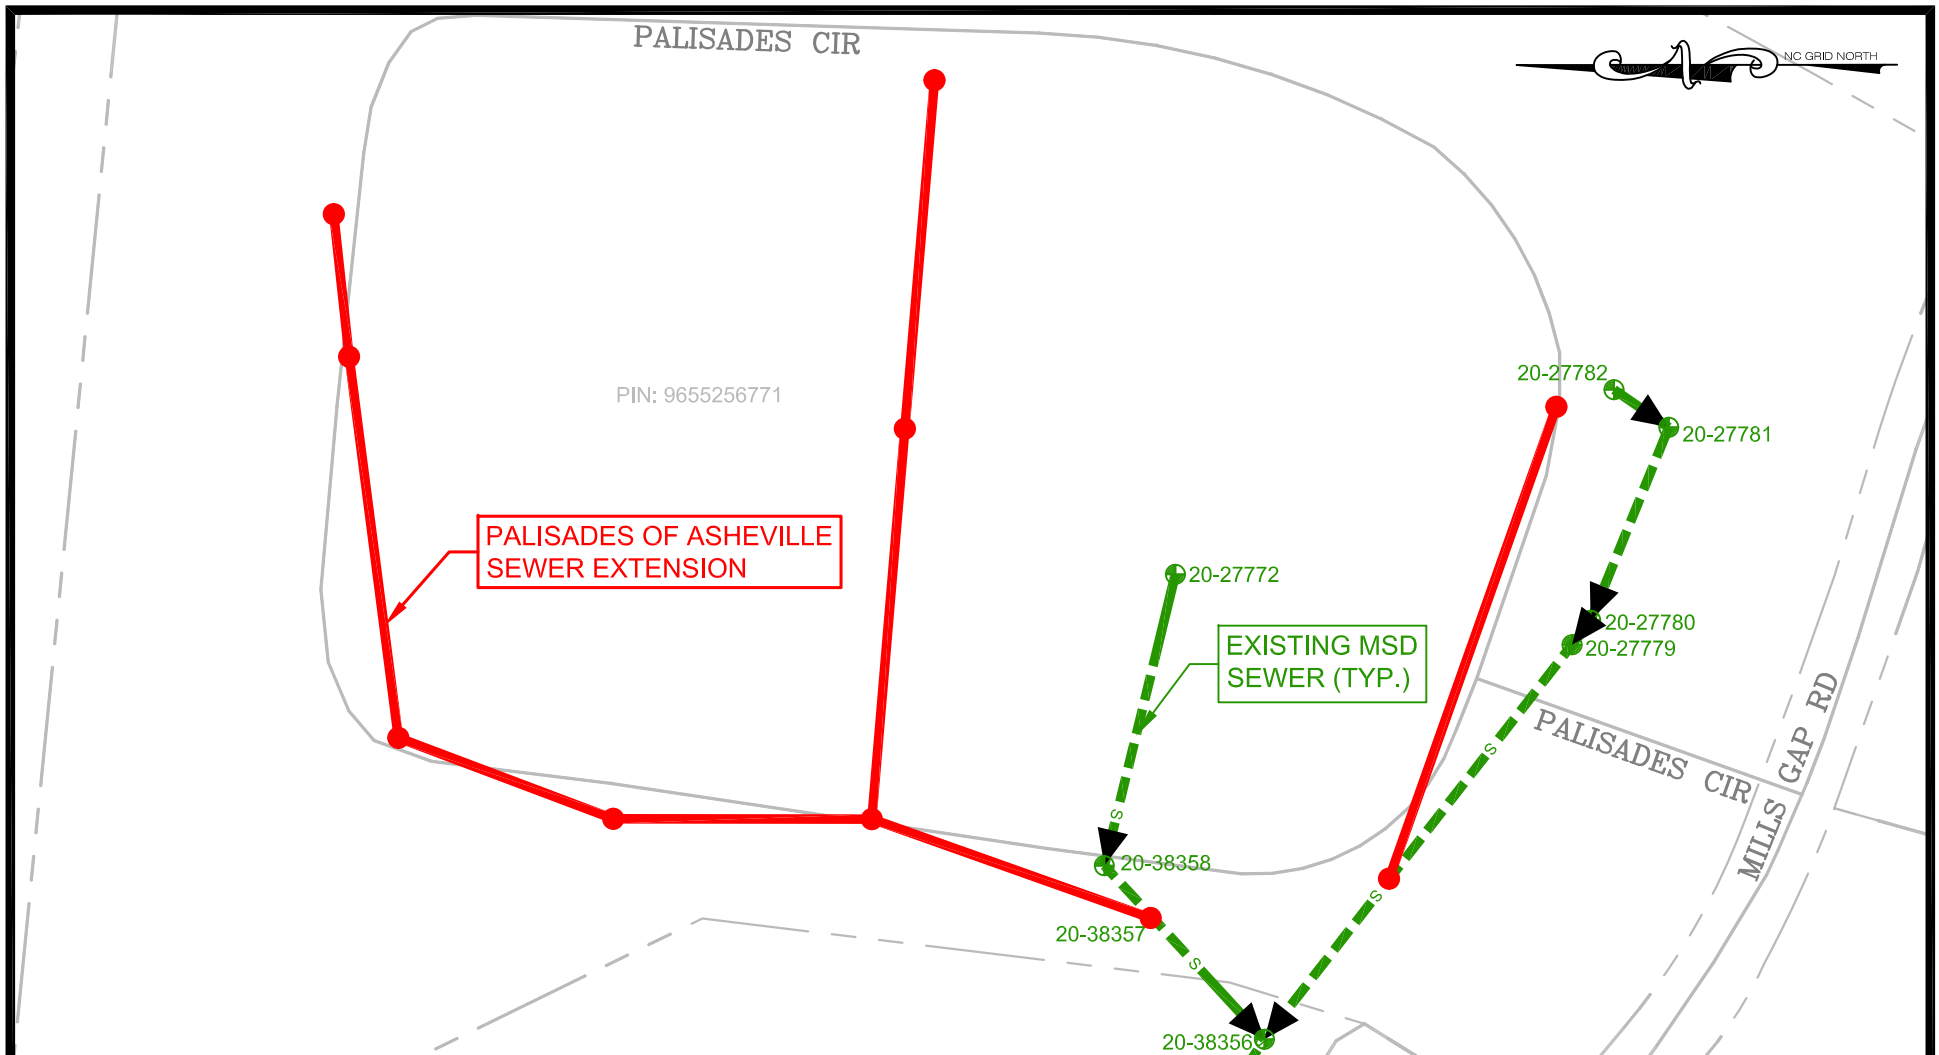 PALISADES CIR
NC GRID NORTH
20-27782
PIN: 9655256771
20-27781
PALISADES OF ASHEVILLE
SEWER EXTENSION
20-27772
20-27780
EXISTING MSD
SEWER (TYP.)
20-27779
PALISADES CIR
MILLS GAP RD
S
S
20-38358
S
20-38357
S
20-38356